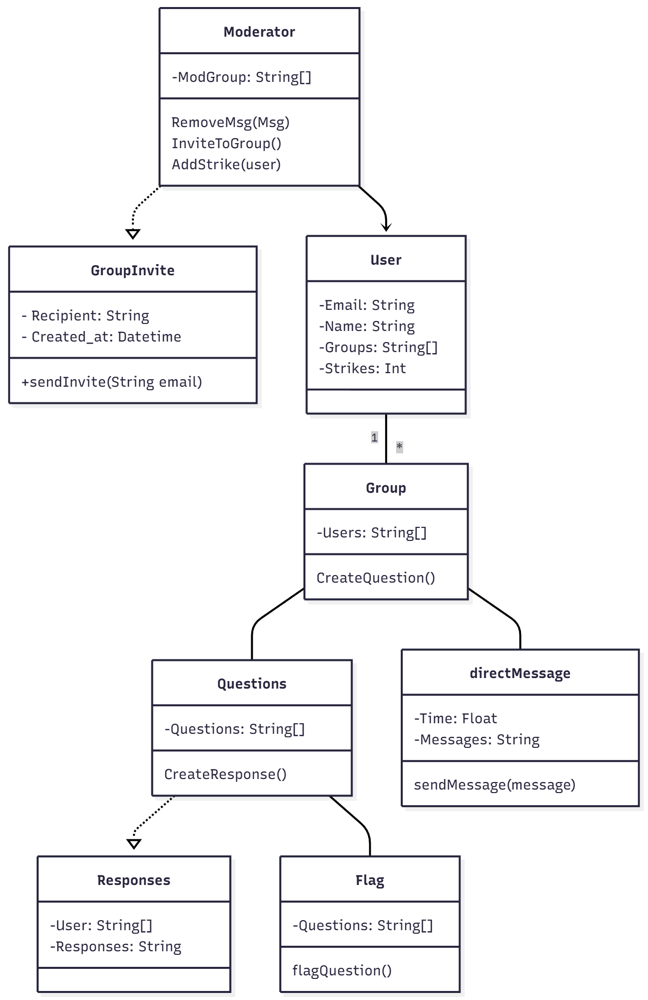 Moderator
-ModGroup: String[]
RemoveMsg(Msg)
InviteToGroup()
AddStrike(user)
GroupInvite
- Recipient: String
- Created_at: Datetime
+sendInvite(String email)
User
-Email: String
-Name: String
-Groups: String[]
-Strikes: Int
1
*
Group
-Users: String[]
CreateQuestion()
Questions
-Questions: String[]
CreateResponse()
directMessage
-Time: Float
-Messages: String
sendMessage(message)
Responses
-User: String[]
-Responses: String
Flag
-Questions: String[]
flagQuestion()